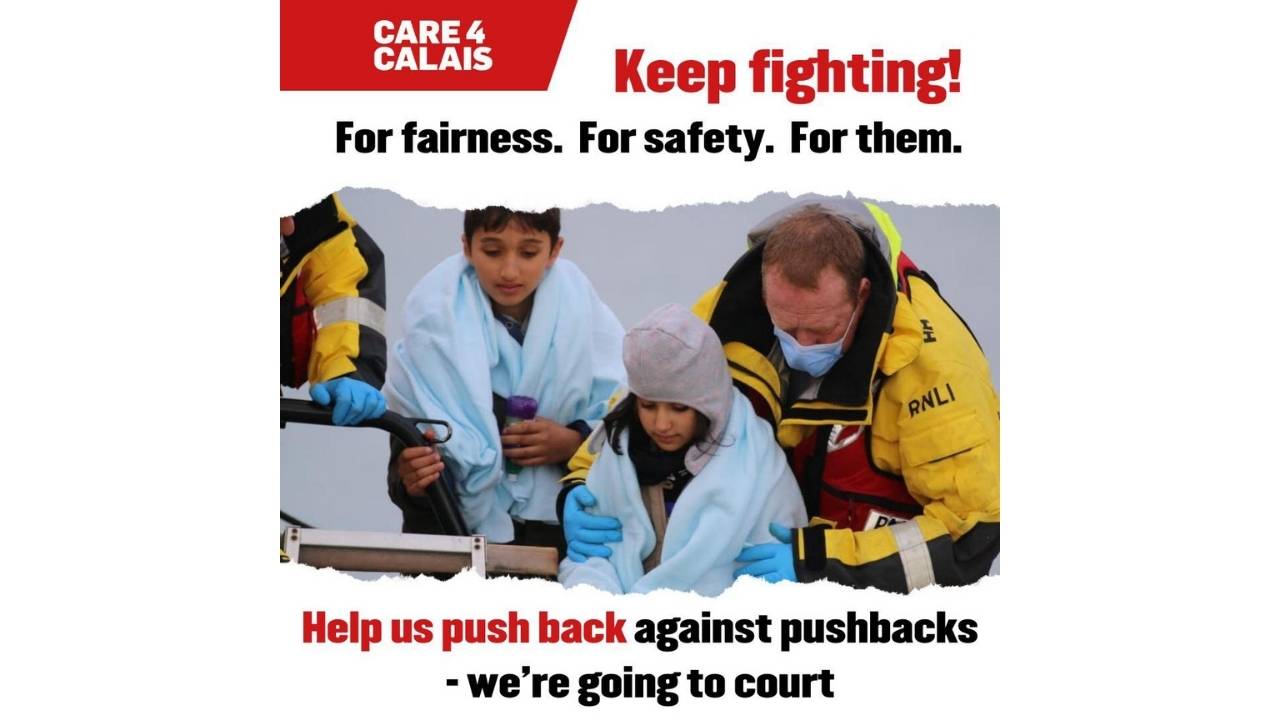 CARE 4
CALAIS
Keep fighting!
For fairness. For safety. For them.
RNLI
Help us push back against pushbacks
- we're going to court